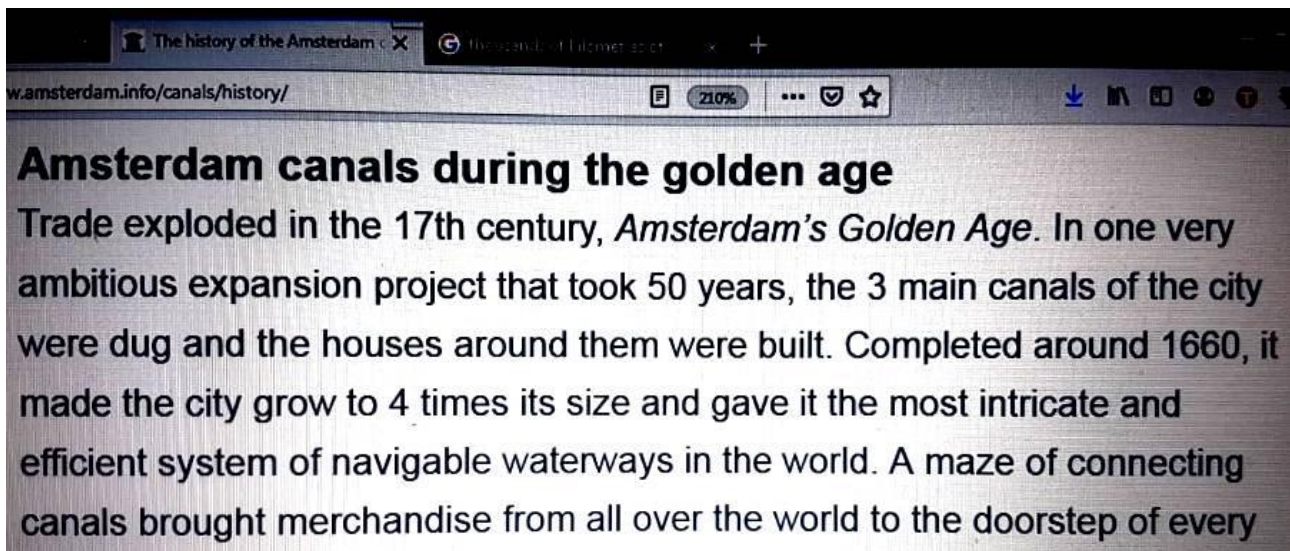 The history of the Amsterdam c
w.amsterdam.info/canals/history/
210%
Amsterdam canals during the golden age
Trade exploded in the 17th century, Amsterdam's Golden Age. In one very
ambitious expansion project that took 50 years, the 3 main canals of the city
were dug and the houses around them were built. Completed around 1660, it
made the city grow to 4 times its size and gave it the most intricate and
efficient system of navigable waterways in the world. A maze of connecting
canals brought merchandise from all over the world to the doorstep of every